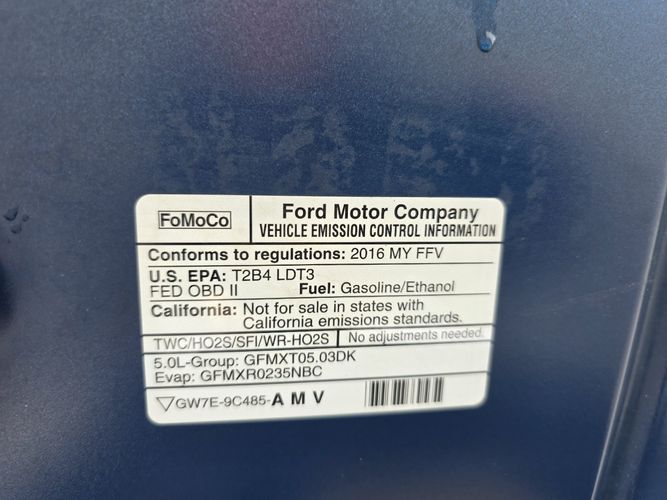 FoMoCo
Ford Motor Company
VEHICLE EMISSION CONTROL INFORMATION
Conforms to regulations: 2016 MY FFV
U.S. EPA: T2B4 LDT3
FED OBD II Fuel: Gasoline/Ethanol
California: Not for sale in states with
California emissions standards.
TWC/HO2S/SFI/WR-HO2S No adjustments needed.
5.0L-Group: GFMXT05.03DK
Evap: GFMXR0235NBC
GW7E-9C485-A M V